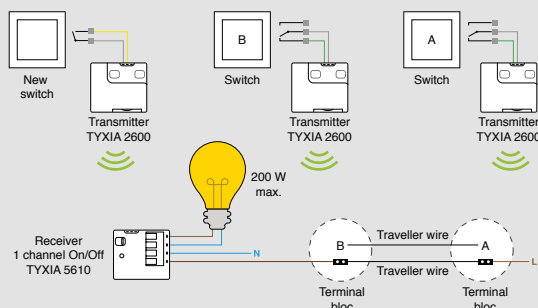 B
A
New
switch
Switch
Switch
Transmitter
TYXIA 2600
Transmitter
TYXIA 2600
Transmitter
TYXIA 2600
200 W
max.
Receiver
1 channel On/Off
TYXIA 5610
N
B
Traveller wire
A
Traveller wire
L
Terminal
bloc
Terminal
bloc